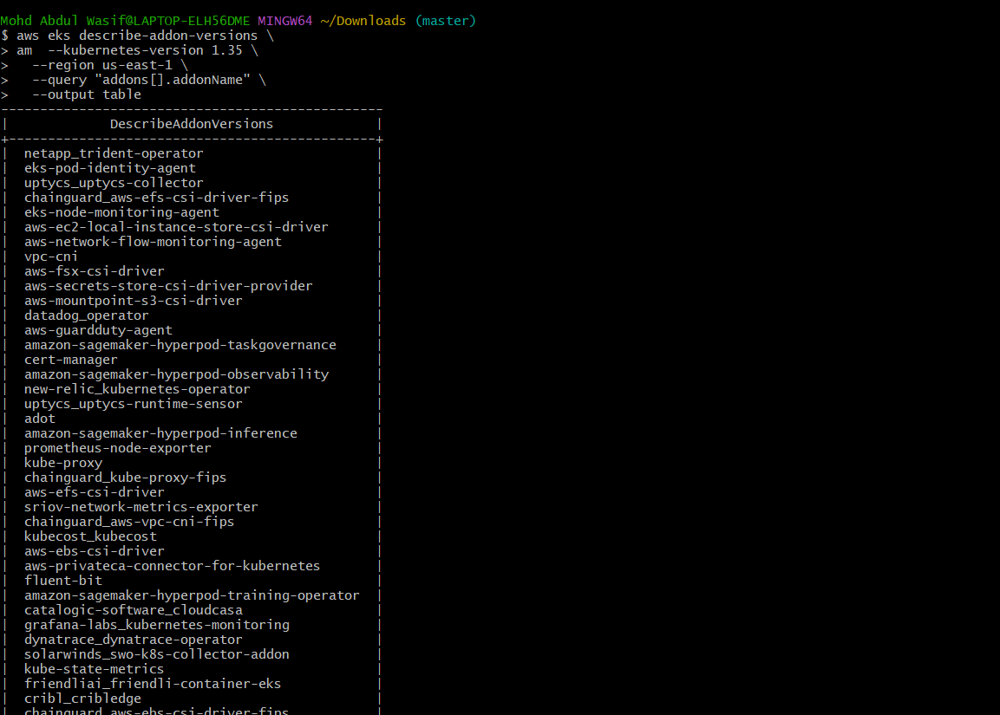 Mohd Abdul Wasif@LAPTOP-ELH56DME MINGW64 ~/Downloads (master)
$ aws eks describe-addon-versions \
> am  --kubernetes-version 1.35 \
>   --region us-east-1 \
>   --query "addons[].addonName" \
>   --output table
-------------------------------------------------
|             DescribeAddonVersions             |
+-----------------------------------------------+
|  netapp_trident-operator                      |
|  eks-pod-identity-agent                       |
|  uptycs_uptycs-collector                      |
|  chainguard_aws-efs-csi-driver-fips           |
|  eks-node-monitoring-agent                    |
|  aws-ec2-local-instance-store-csi-driver      |
|  aws-network-flow-monitoring-agent            |
|  vpc-cni                                      |
|  aws-fsx-csi-driver                           |
|  aws-secrets-store-csi-driver-provider        |
|  aws-mountpoint-s3-csi-driver                 |
|  datadog_operator                             |
|  aws-guardduty-agent                          |
|  amazon-sagemaker-hyperpod-taskgovernance     |
|  cert-manager                                 |
|  amazon-sagemaker-hyperpod-observability      |
|  new-relic_kubernetes-operator                |
|  uptycs_uptycs-runtime-sensor                 |
|  adot                                         |
|  amazon-sagemaker-hyperpod-inference          |
|  prometheus-node-exporter                     |
|  kube-proxy                                   |
|  chainguard_kube-proxy-fips                   |
|  aws-efs-csi-driver                           |
|  sriov-network-metrics-exporter               |
|  chainguard_aws-vpc-cni-fips                  |
|  kubecost_kubecost                            |
|  aws-ebs-csi-driver                           |
|  aws-privateca-connector-for-kubernetes       |
|  fluent-bit                                   |
|  amazon-sagemaker-hyperpod-training-operator  |
|  catalogic-software_cloudcasa                 |
|  grafana-labs_kubernetes-monitoring           |
|  dynatrace_dynatrace-operator                 |
|  solarwinds_swo-k8s-collector-addon           |
|  kube-state-metrics                           |
|  friendliai_friendli-container-eks            |
|  cribl_cribledge                              |
|  chainguard_aws-ebs-csi-driver-fips           |